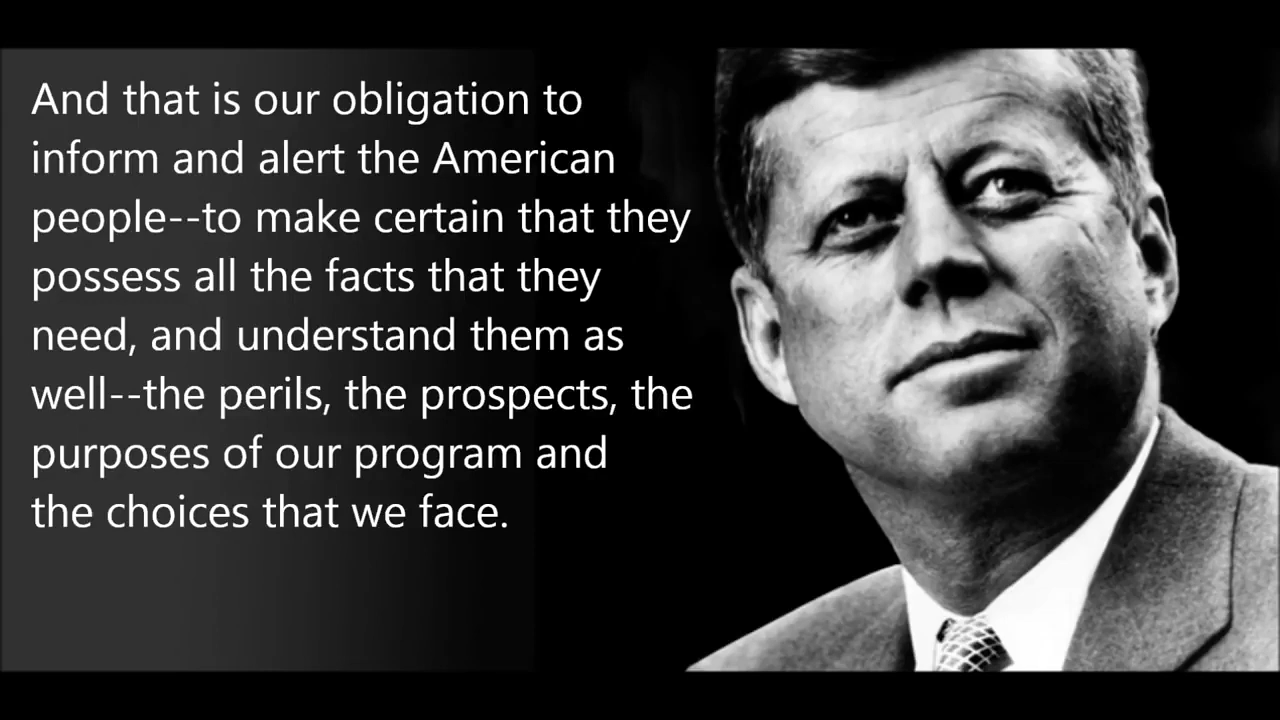 And that is our obligation to
inform and alert the American
people--to make certain that they
possess all the facts that they
need, and understand them as
well--the perils, the prospects, the
purposes of our program and
the choices that we face.